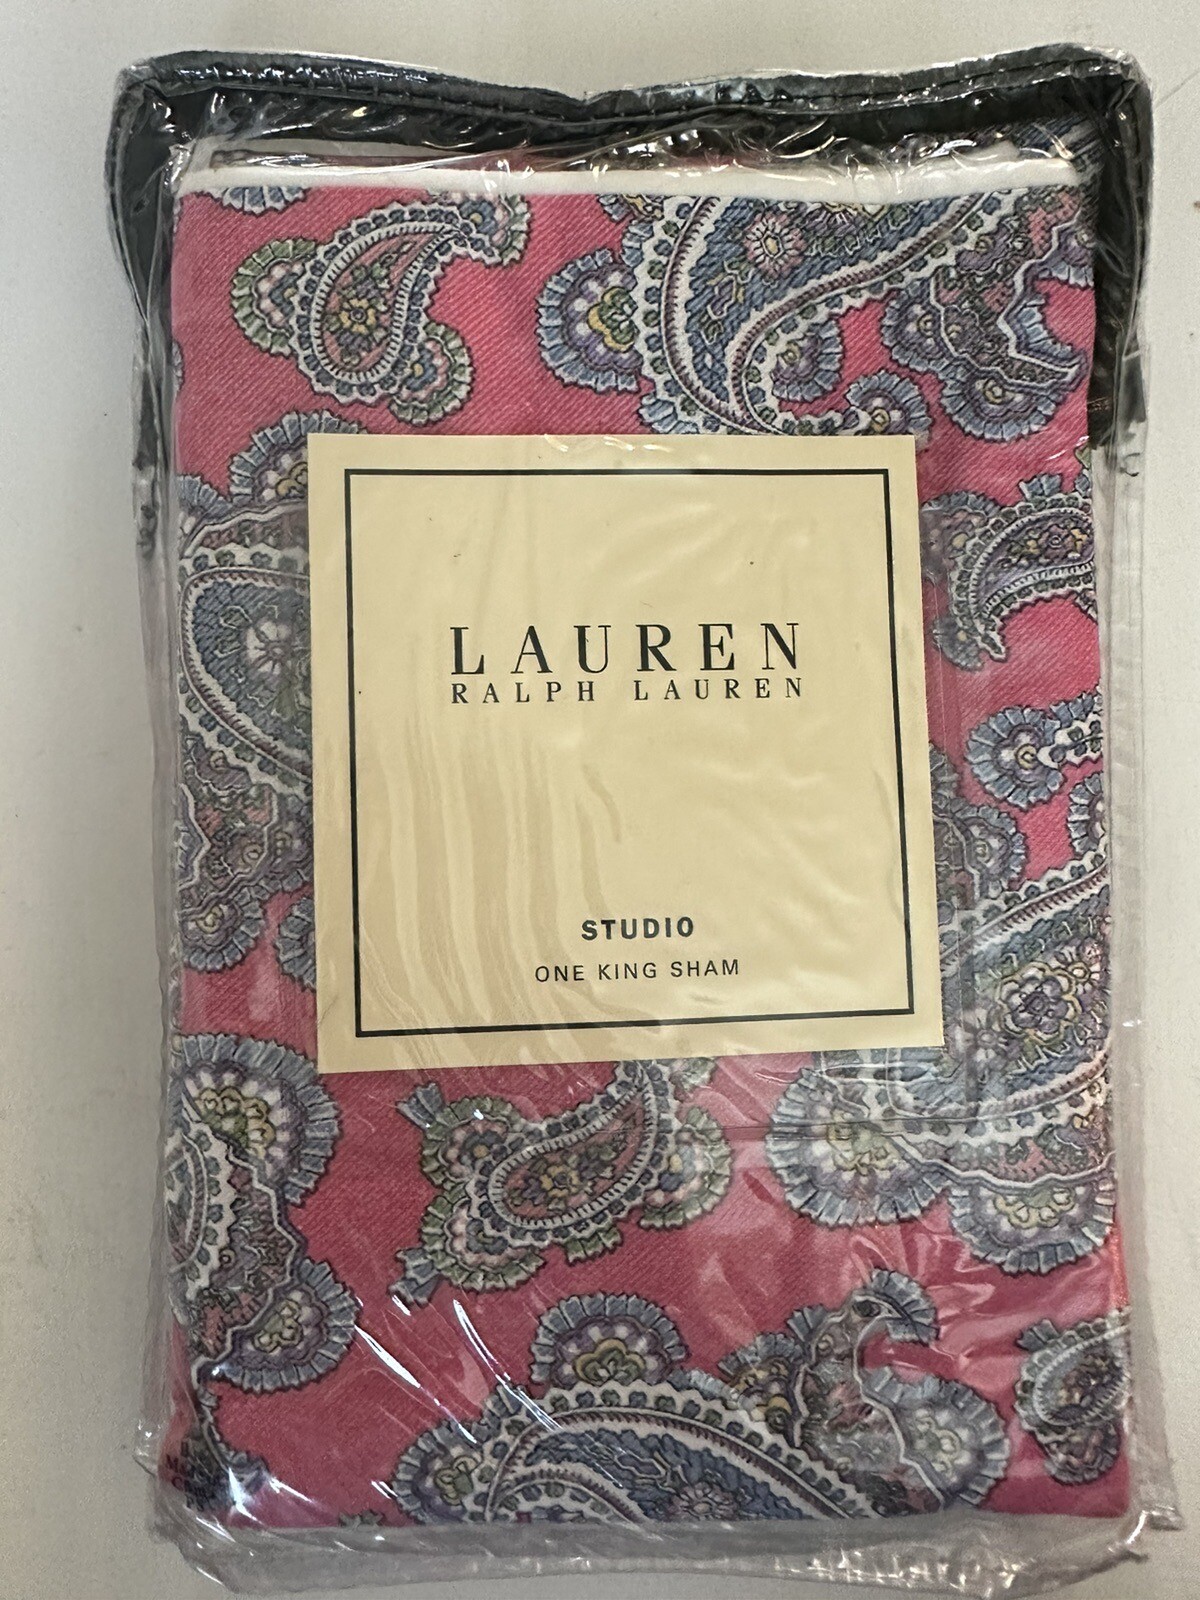 LAUREN
RALPH LAUREN
STUDIO
ONE KING SHAM